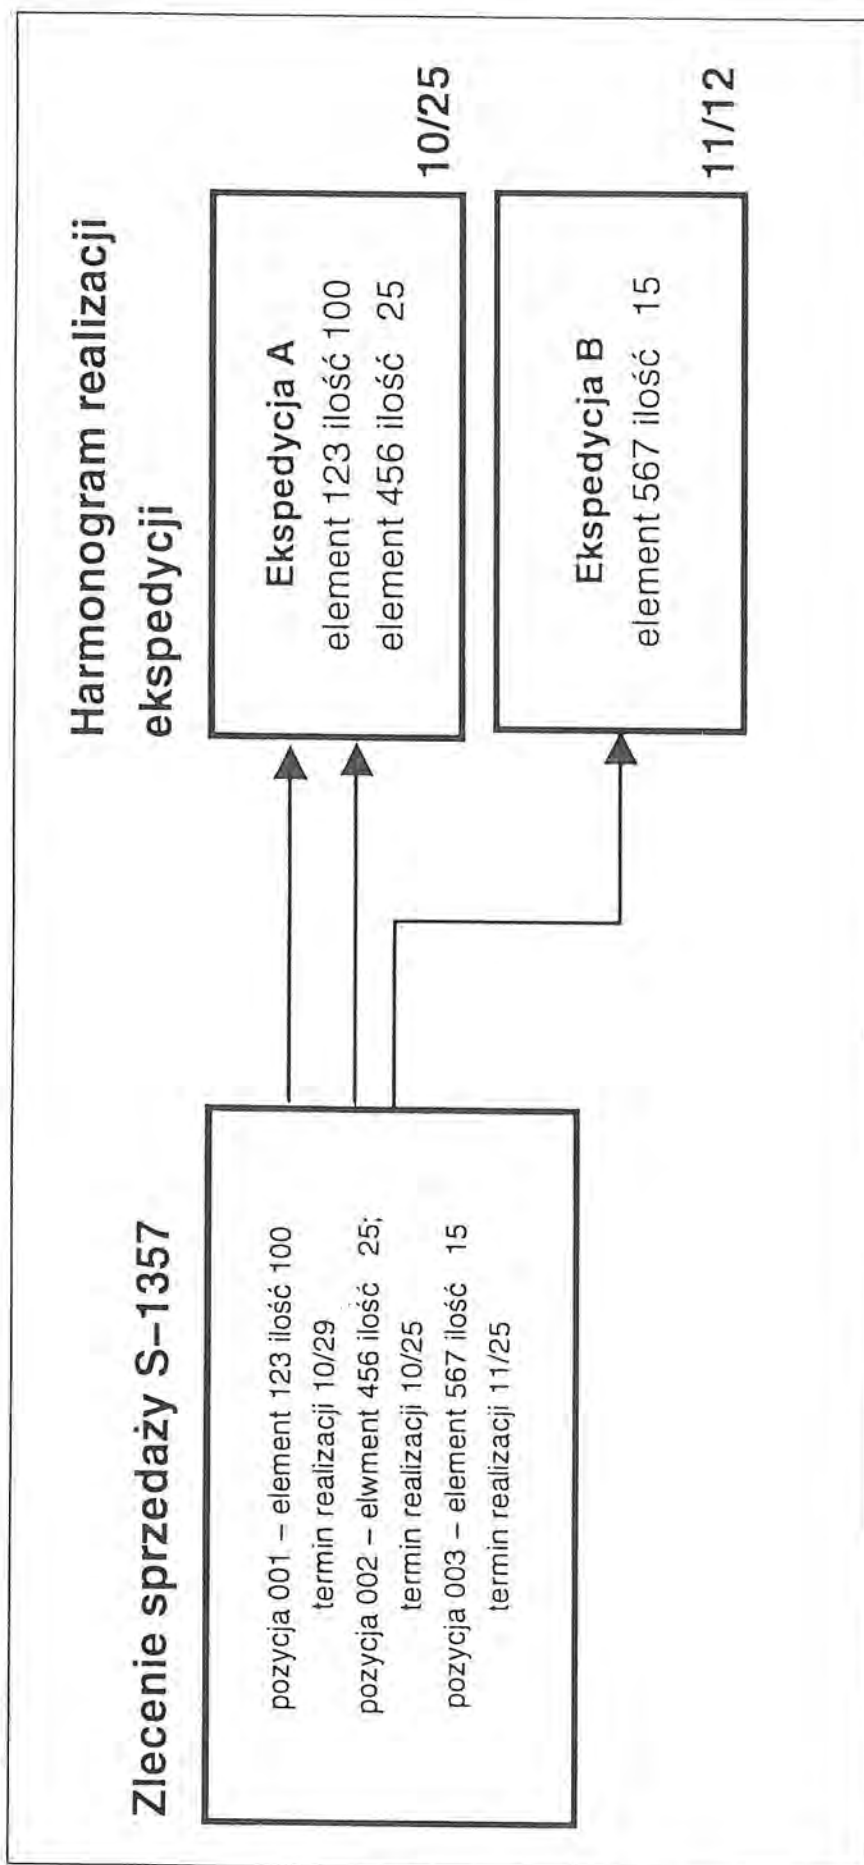 Zlecenie sprzedaży S–1357
pozycja 001 – element 123 ilość 100
termin realizacji 10/29
pozycja 002 – elwment 456 ilość 25;
termin realizacji 10/25
pozycja 003 – element 567 ilość 15
termin realizacji 11/25
Harmonogram realizacji
ekspedycji
Ekspedycja A
element 123 ilość 100
element 456 ilość 25
10/25
Ekspedycja B
element 567 ilość 15
11/12